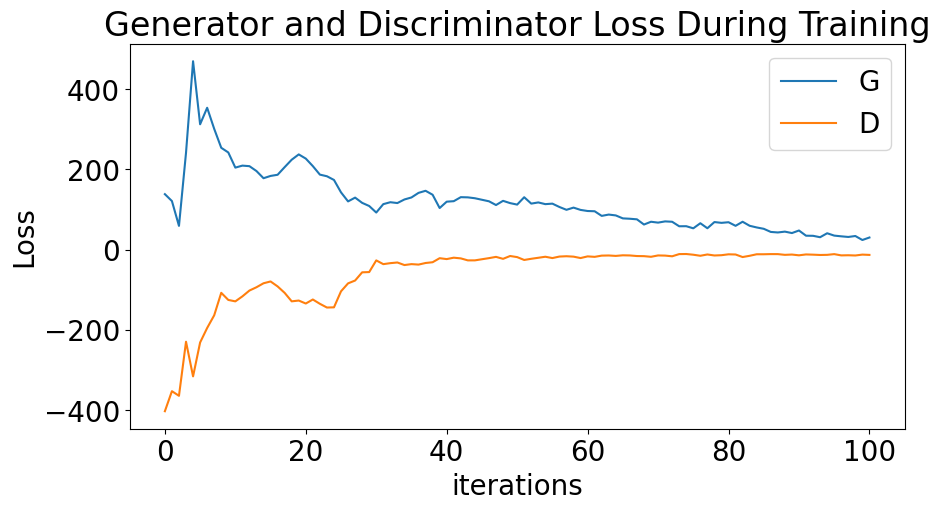 Generator and Discriminator Loss During Training
G
D
Loss
400
200
0
−200
−400
0 20 40 60 80 100
iterations